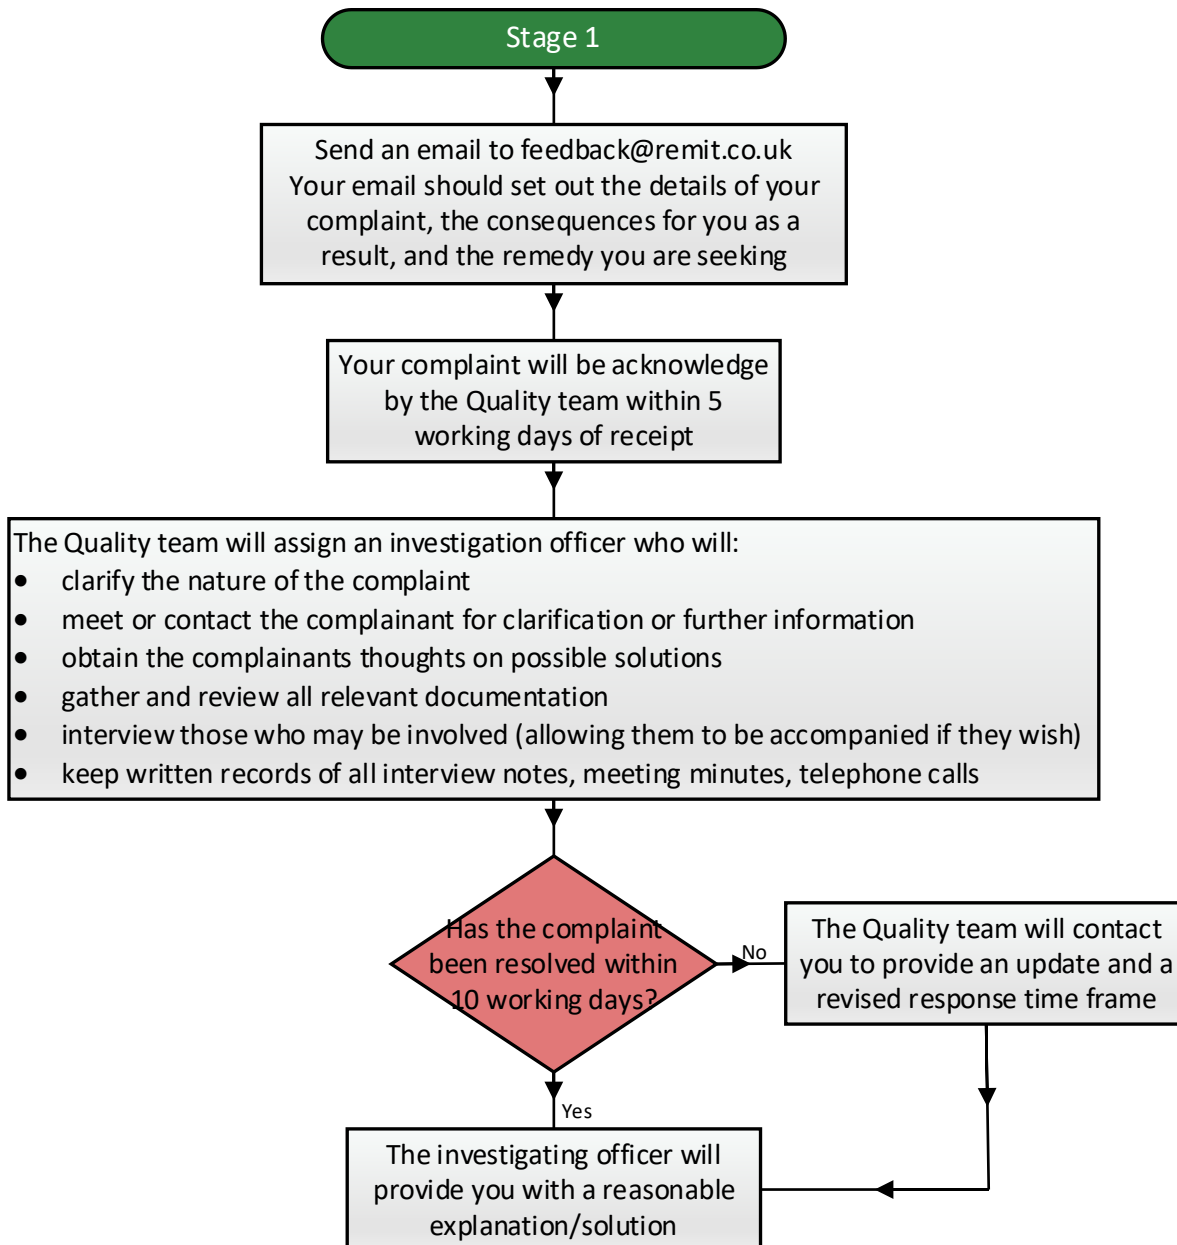 Stage 1
Send an email to feedback@remit.co.uk
Your email should set out the details of your
complaint, the consequences for you as a
result, and the remedy you are seeking
Your complaint will be acknowledge
by the Quality team within 5
working days of receipt
The Quality team will assign an investigation officer who will:
• clarify the nature of the complaint
• meet or contact the complainant for clarification or further information
• obtain the complainants thoughts on possible solutions
• gather and review all relevant documentation
• interview those who may be involved (allowing them to be accompanied if they wish)
• keep written records of all interview notes, meeting minutes, telephone calls
Has the complaint
been resolved within
10 working days?
No
The Quality team will contact
you to provide an update and a
revised response time frame
Yes
The investigating officer will
provide you with a reasonable
explanation/solution